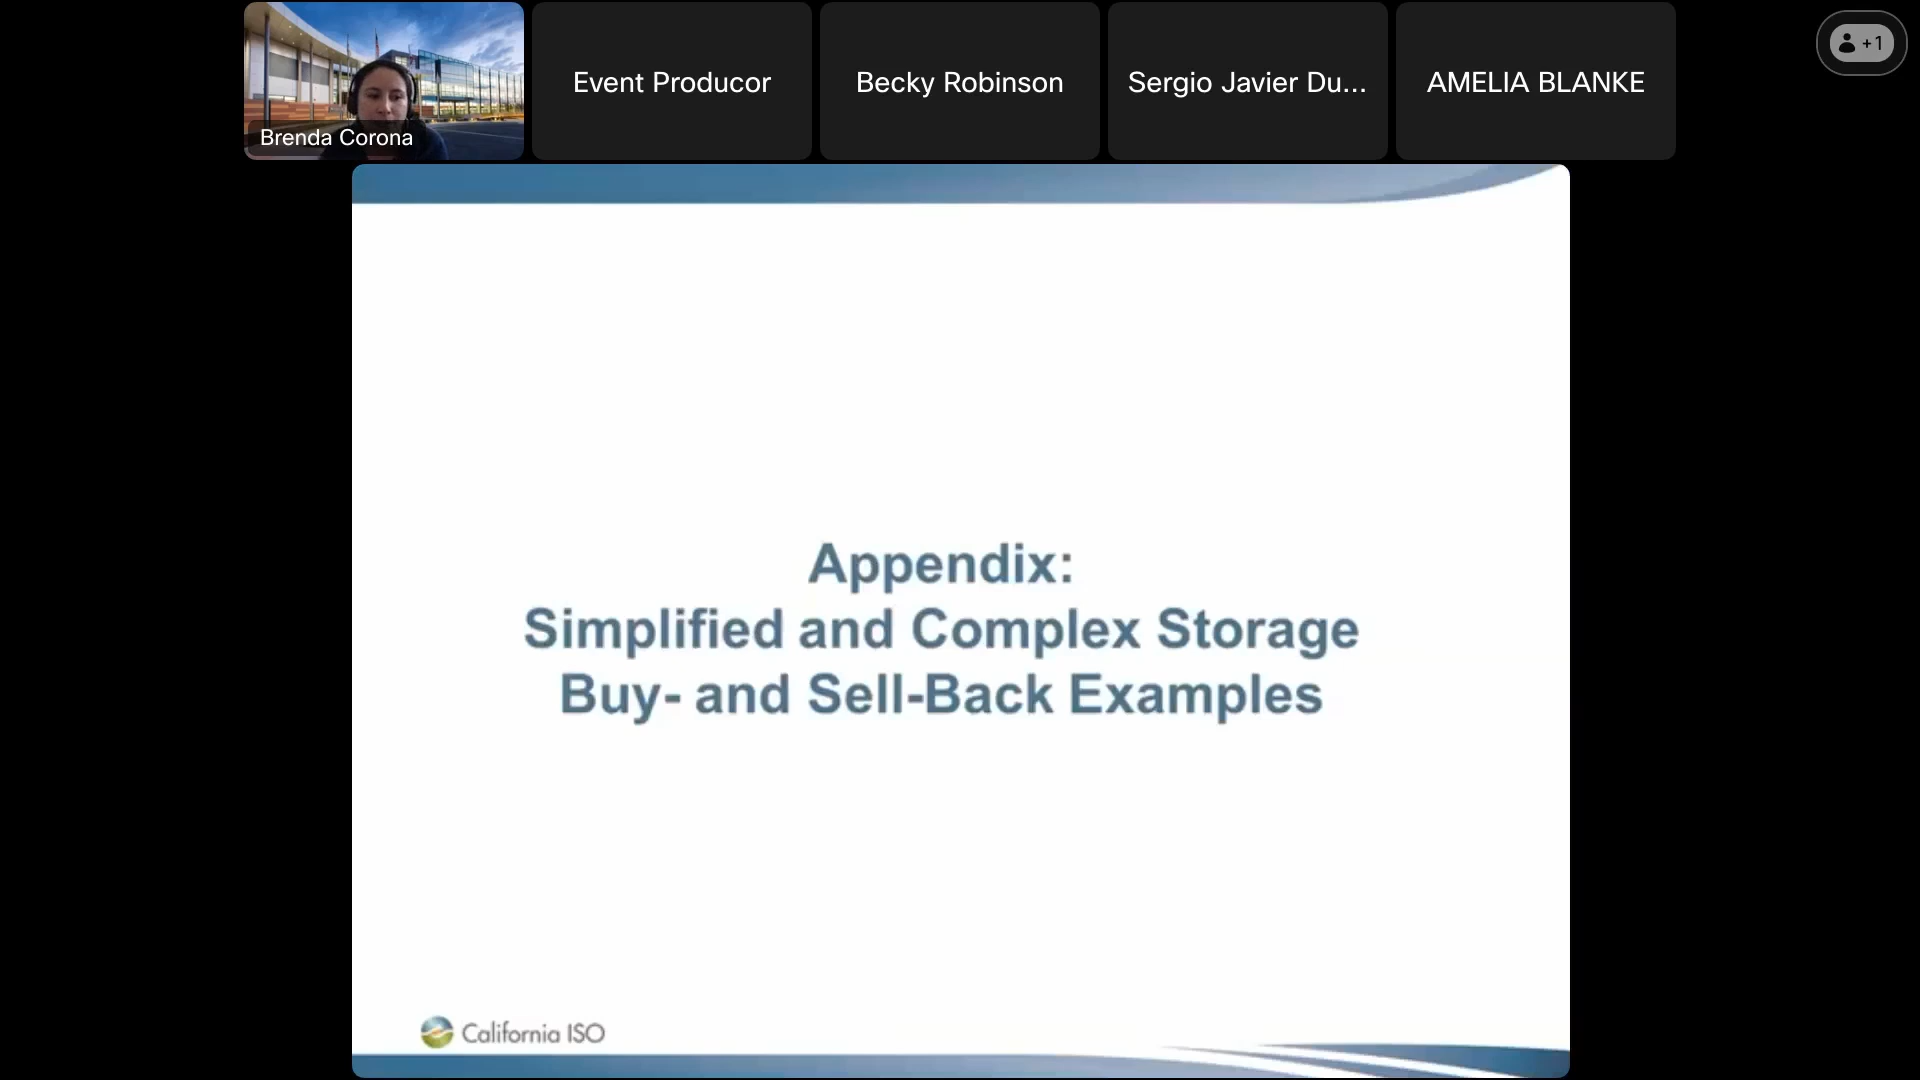 Brenda Corona
Event Producor
Becky Robinson
Sergio Javier Du...
AMELIA BLANKE
+1
Appendix:
Simplified and Complex Storage
Buy- and Sell-Back Examples
California ISO